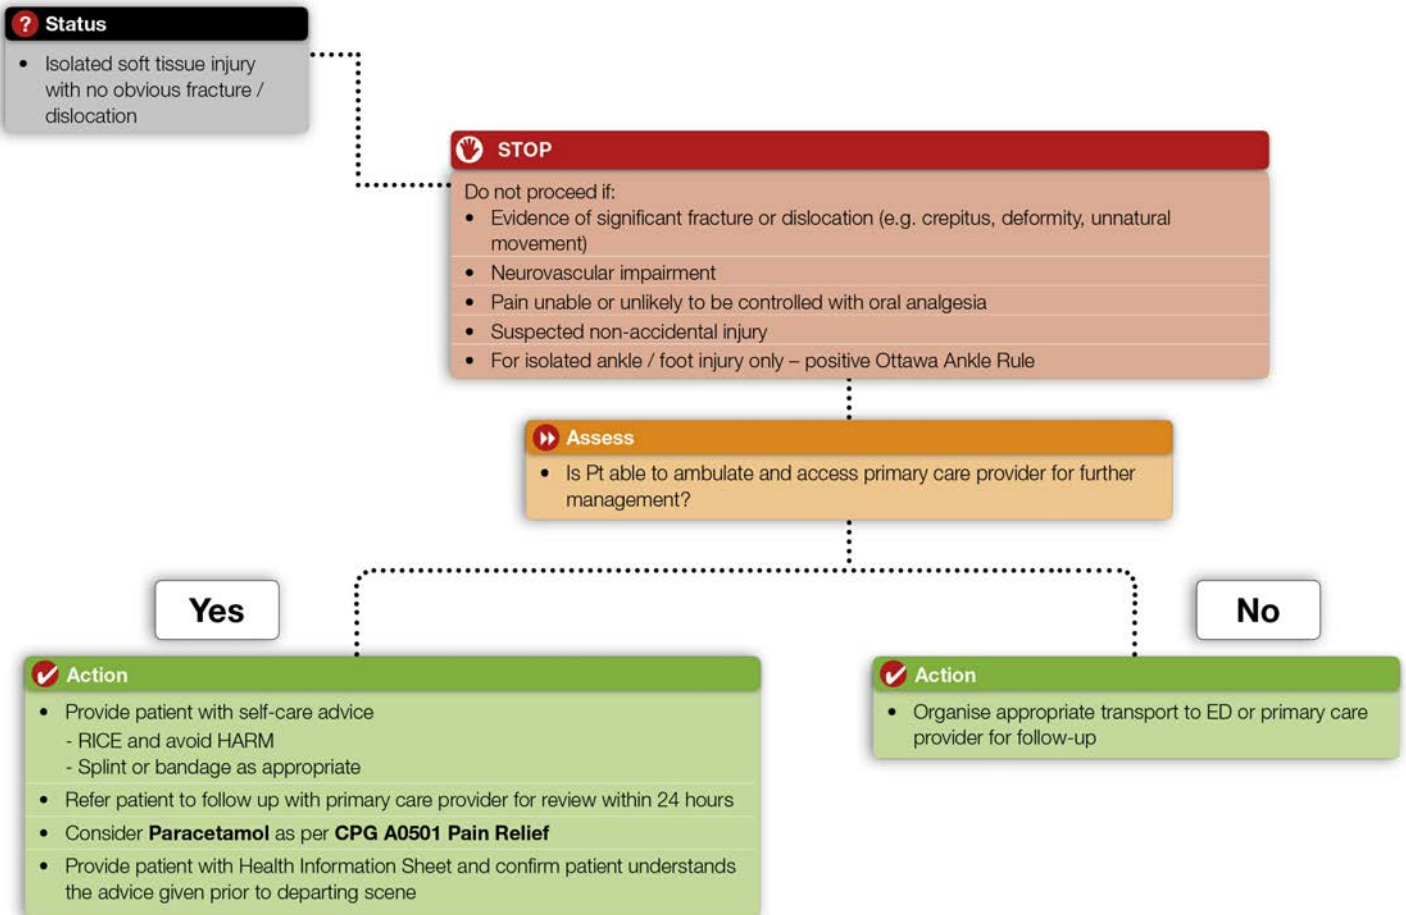 Status
• Isolated soft tissue injury
with no obvious fracture /
dislocation
STOP
Do not proceed if:
• Evidence of significant fracture or dislocation (e.g. crepitus, deformity, unnatural
movement)
• Neurovascular impairment
• Pain unable or unlikely to be controlled with oral analgesia
• Suspected non-accidental injury
• For isolated ankle / foot injury only – positive Ottawa Ankle Rule
Assess
• Is Pt able to ambulate and access primary care provider for further
management?
Yes
No
Action
• Provide patient with self-care advice
- RICE and avoid HARM
- Splint or bandage as appropriate
• Refer patient to follow up with primary care provider for review within 24 hours
• Consider Paracetamol as per CPG A0501 Pain Relief
• Provide patient with Health Information Sheet and confirm patient understands
the advice given prior to departing scene
Action
• Organise appropriate transport to ED or primary care
provider for follow-up